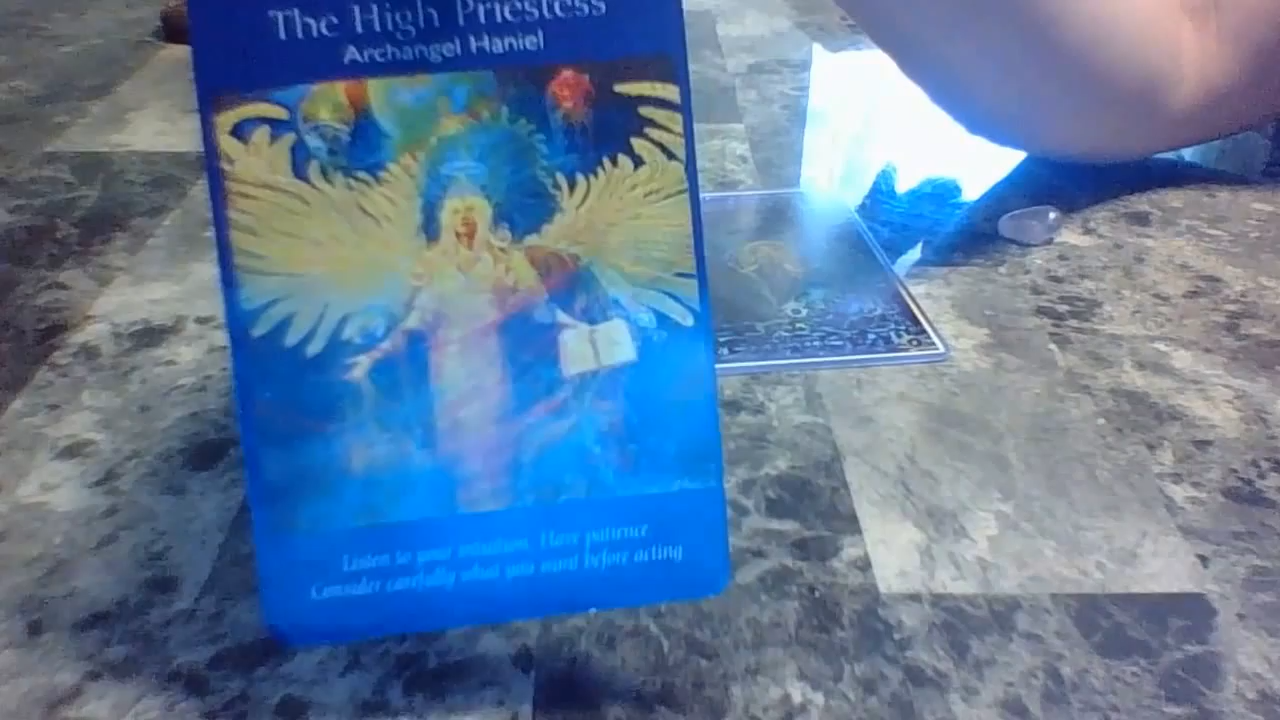 The High Priestess
Archangel Haniel
Listen to your intuition. Have patience
Consider carefully what you want before acting